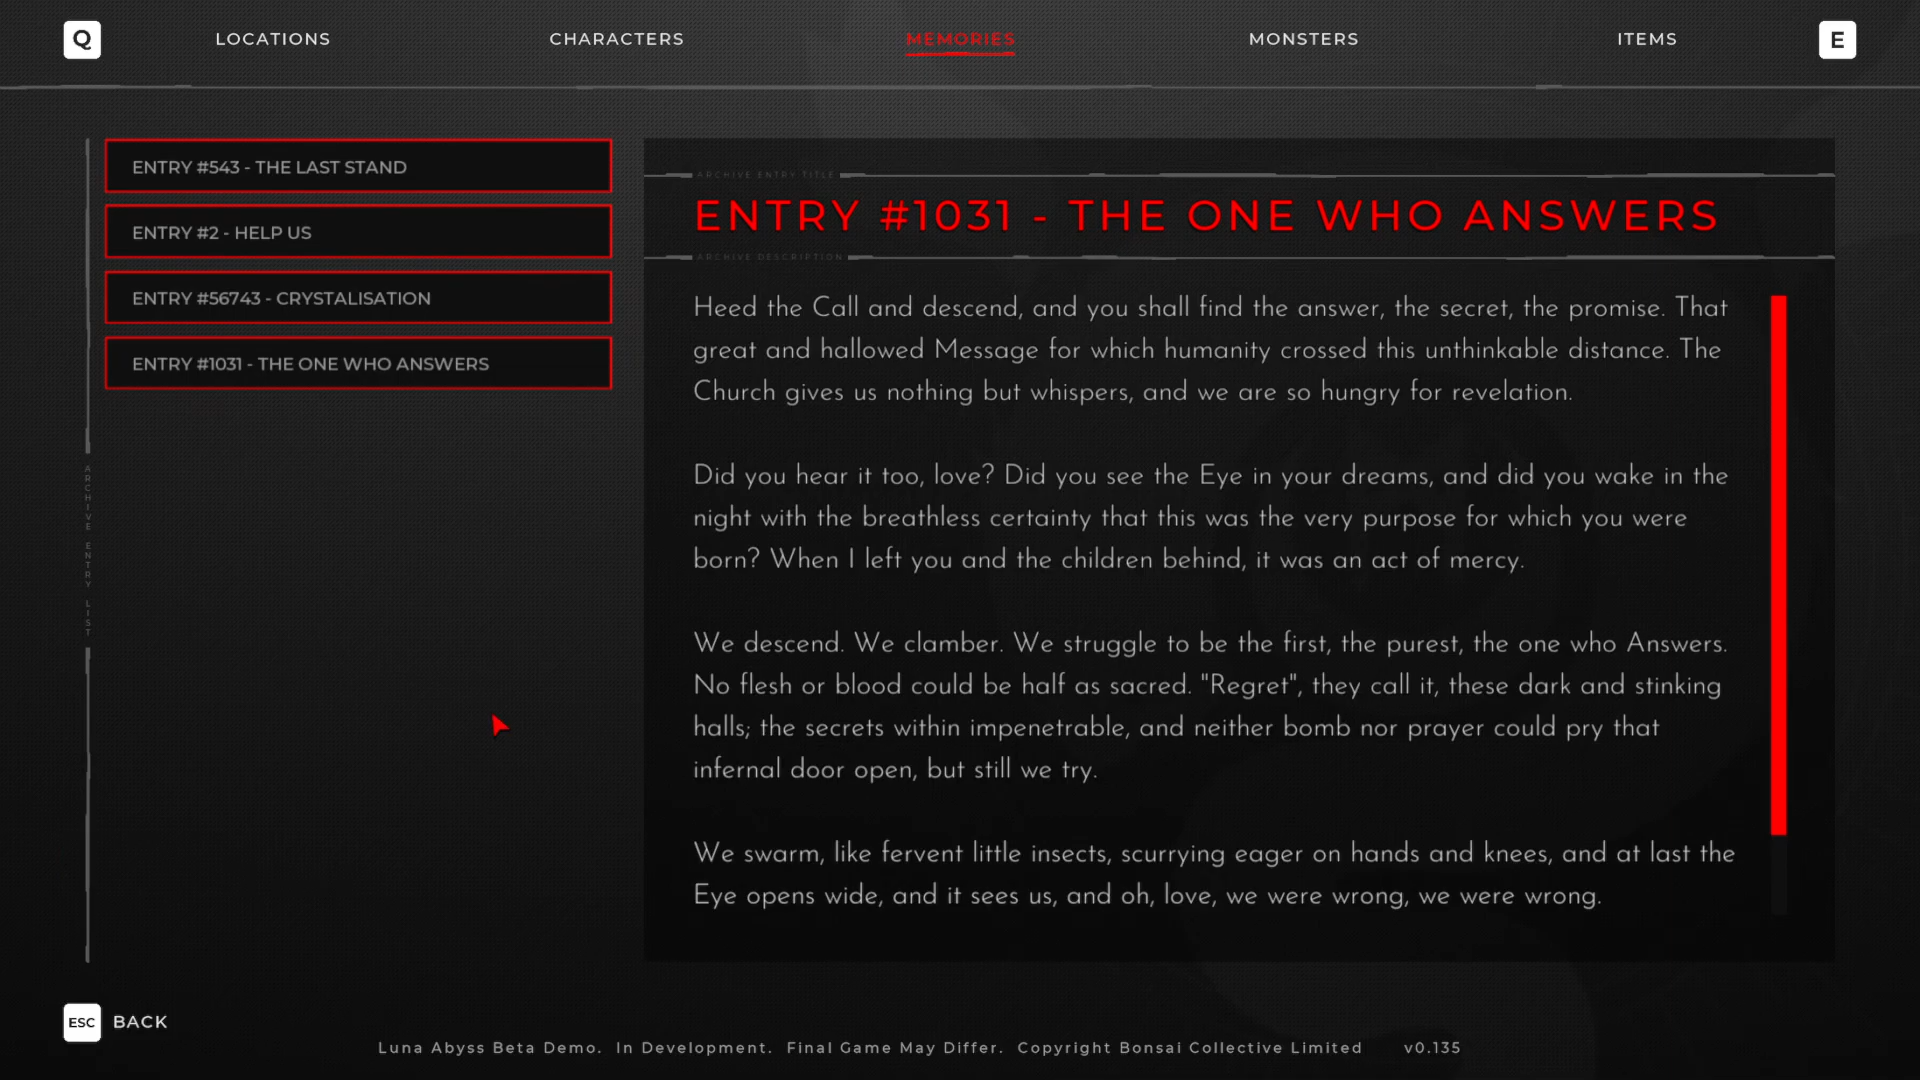 Q
LOCATIONS
CHARACTERS
MEMORIES
MONSTERS
ITEMS
E
ENTRY #543 - THE LAST STAND
ENTRY #2 - HELP US
ENTRY #56743 - CRYSTALISATION
ENTRY #1031 - THE ONE WHO ANSWERS
ARCHIVE ENTRY LIST
ARCHIVE ENTRY TITLE
ENTRY #1031 - THE ONE WHO ANSWERS
ARCHIVE DESCRIPTION
Heed the Call and descend, and you shall find the answer, the secret, the promise. That
great and hallowed Message for which humanity crossed this unthinkable distance. The
Church gives us nothing but whispers, and we are so hungry for revelation.
Did you hear it too, love? Did you see the Eye in your dreams, and did you wake in the
night with the breathless certainty that this was the very purpose for which you were
born? When I left you and the children behind, it was an act of mercy.
We descend. We clamber. We struggle to be the first, the purest, the one who Answers.
No flesh or blood could be half as sacred. "Regret", they call it, these dark and stinking
halls; the secrets within impenetrable, and neither bomb nor prayer could pry that
infernal door open, but still we try.
We swarm, like fervent little insects, scurrying eager on hands and knees, and at last the
Eye opens wide, and it sees us, and oh, love, we were wrong, we were wrong.
ESC BACK
Luna Abyss Beta Demo. In Development. Final Game May Differ. Copyright Bonsai Collective Limited v0.135